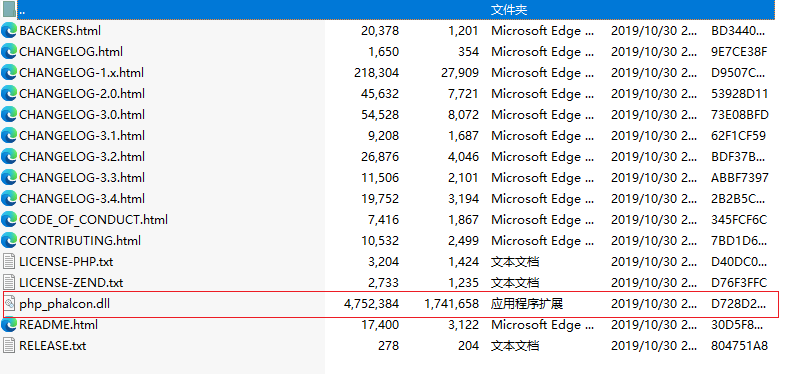 .. 文件夹
BACKERS.html 20,378 1,201 Microsoft Edge ... 2019/10/30 2... BD3440...
CHANGELOG.html 1,650 354 Microsoft Edge ... 2019/10/30 2... 9E7CE38F
CHANGELOG-1.x.html 218,304 27,909 Microsoft Edge ... 2019/10/30 2... D9507C...
CHANGELOG-2.0.html 45,632 7,721 Microsoft Edge ... 2019/10/30 2... 53928D11
CHANGELOG-3.0.html 54,528 8,072 Microsoft Edge ... 2019/10/30 2... 73E08BFD
CHANGELOG-3.1.html 9,208 1,687 Microsoft Edge ... 2019/10/30 2... 62F1CF59
CHANGELOG-3.2.html 26,876 4,046 Microsoft Edge ... 2019/10/30 2... BDF37B...
CHANGELOG-3.3.html 11,506 2,101 Microsoft Edge ... 2019/10/30 2... ABBF7397
CHANGELOG-3.4.html 19,752 3,194 Microsoft Edge ... 2019/10/30 2... 2B2B5C...
CODE_OF_CONDUCT.html 7,416 1,867 Microsoft Edge ... 2019/10/30 2... 345FCF6C
CONTRIBUTING.html 10,532 2,499 Microsoft Edge ... 2019/10/30 2... 7BD1D6...
LICENSE-PHP.txt 3,204 1,424 文本文档 2019/10/30 2... D40DC0...
LICENSE-ZEND.txt 2,733 1,235 文本文档 2019/10/30 2... D76F3FFC
php_phalcon.dll 4,752,384 1,741,658 应用程序扩展 2019/10/30 2... D728D2...
README.html 17,400 3,122 Microsoft Edge ... 2019/10/30 2... 30D5F8...
RELEASE.txt 278 204 文本文档 2019/10/30 2... 804751A8